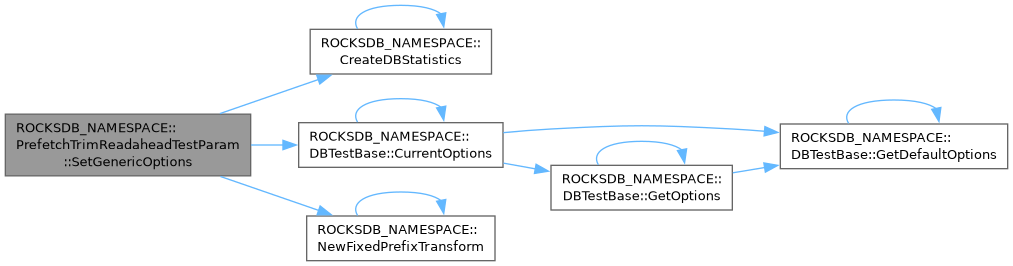 ROCKSDB_NAMESPACE::
CreateDBStatistics
ROCKSDB_NAMESPACE::
PrefetchTrimReadaheadTestParam
::SetGenericOptions
ROCKSDB_NAMESPACE::
DBTestBase::CurrentOptions
ROCKSDB_NAMESPACE::
DBTestBase::GetDefaultOptions
ROCKSDB_NAMESPACE::
DBTestBase::GetOptions
ROCKSDB_NAMESPACE::
NewFixedPrefixTransform